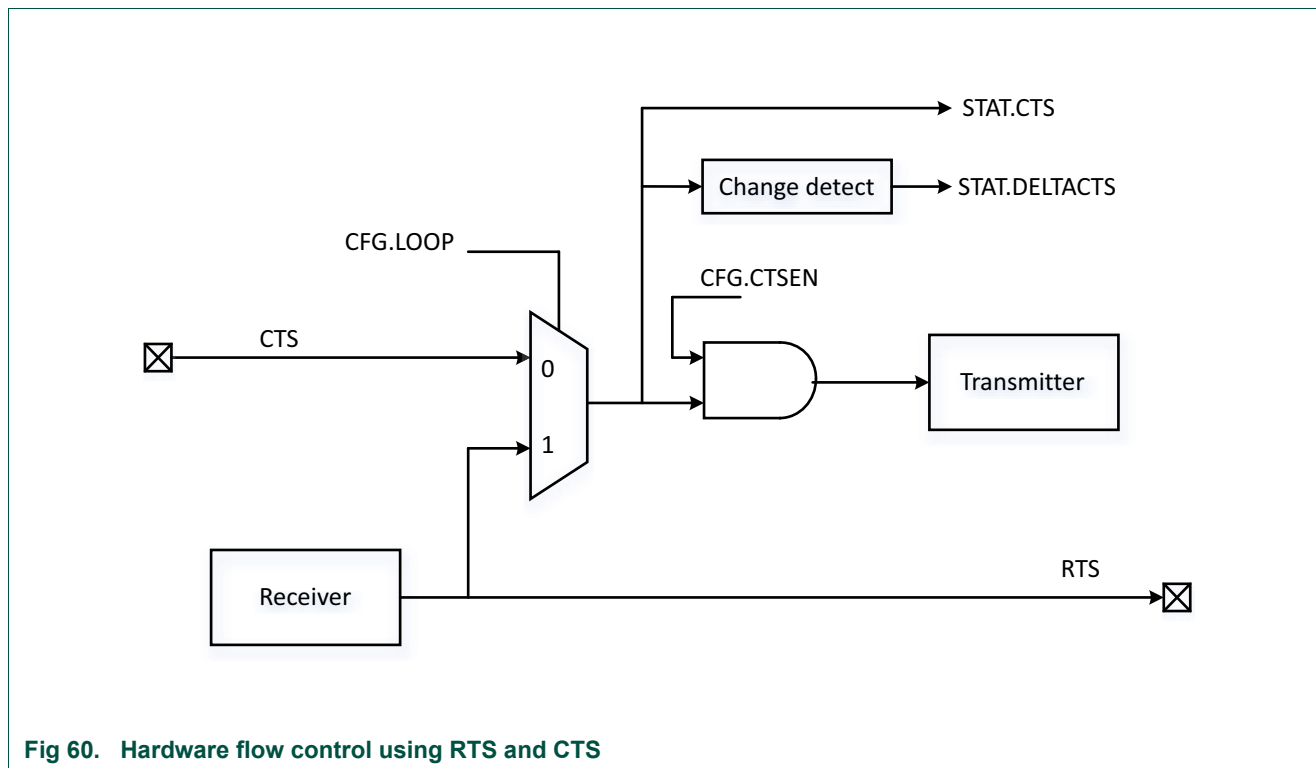 STAT.CTS
Change detect
STAT.DELTACTS
CFG.LOOP
CFG.CTSEN
CTS
0
Transmitter
1
RTS
Receiver
Fig 60. Hardware flow control using RTS and CTS